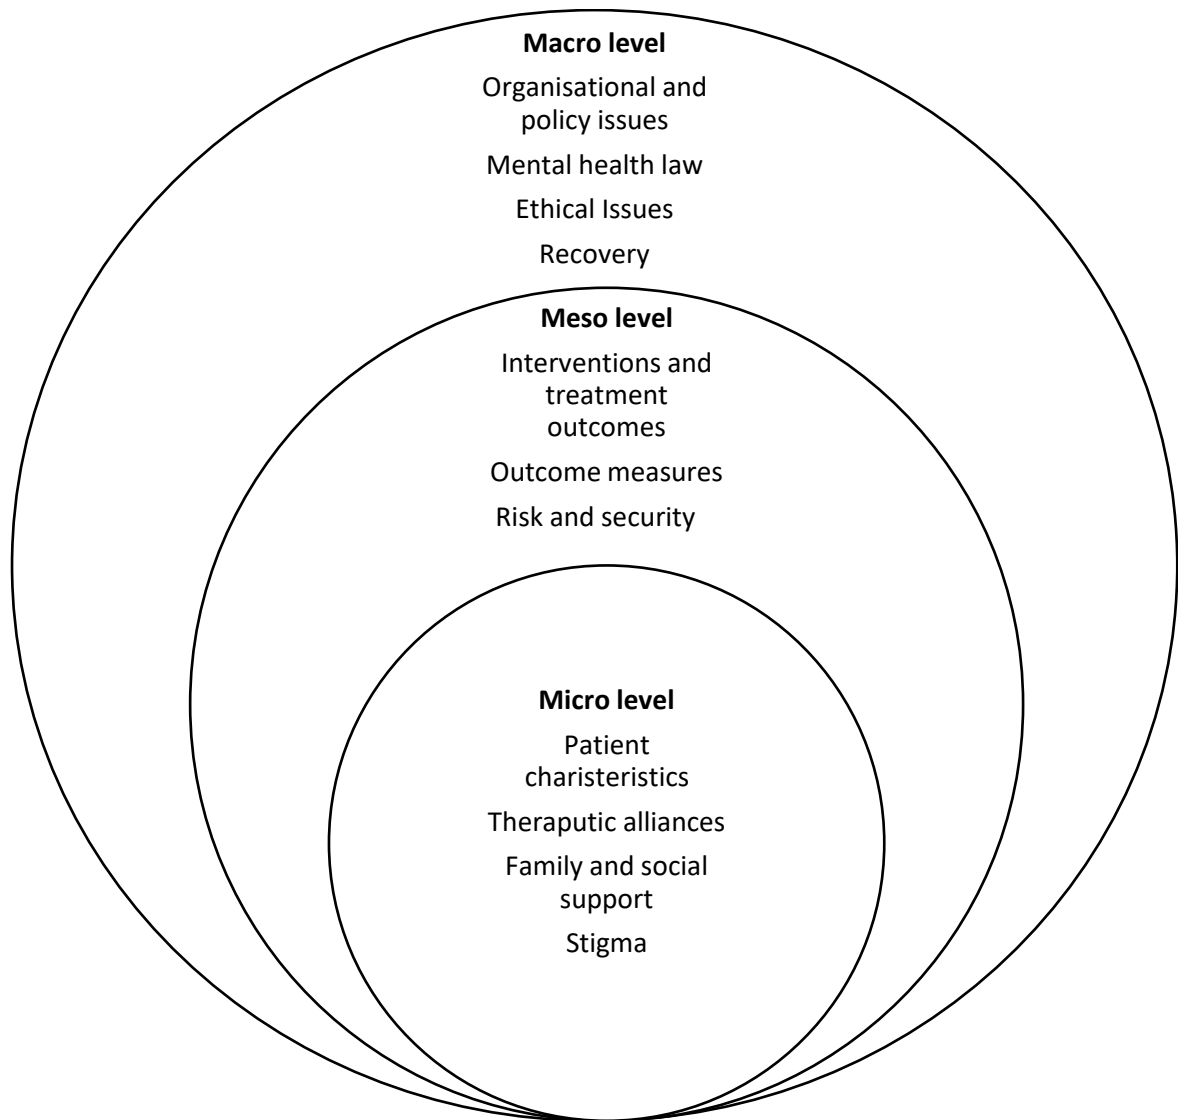 Macro level
Organisational and
policy issues
Mental health law
Ethical Issues
Recovery
Meso level
Interventions and
treatment
outcomes
Outcome measures
Risk and security
Micro level
Patient
charisteristics
Theraputic alliances
Family and social
support
Stigma